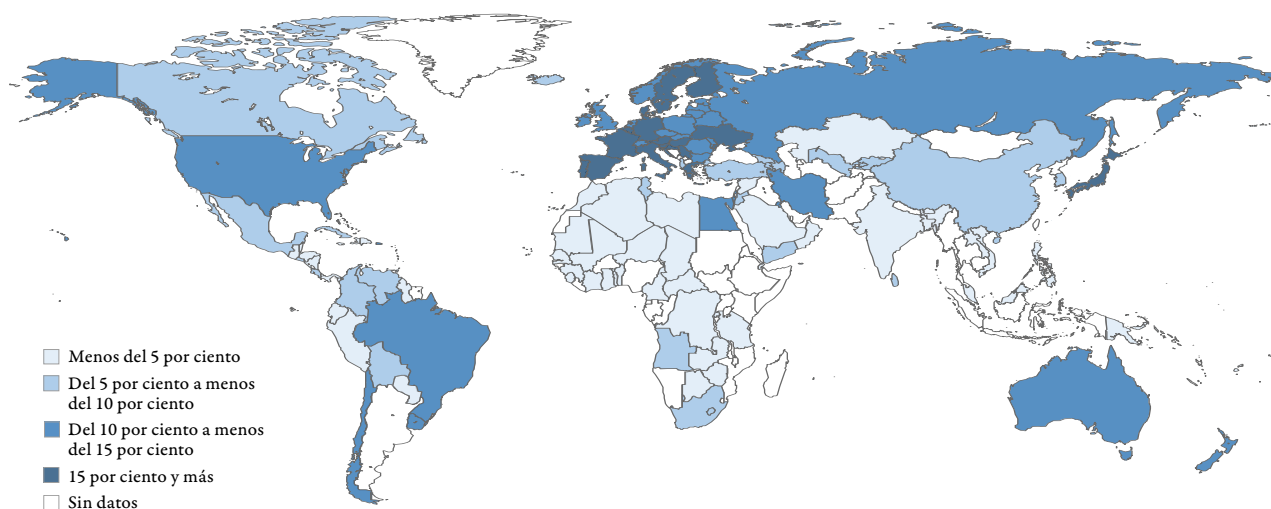 Menos del 5 por ciento
Del 5 por ciento a menos
del 10 por ciento
Del 10 por ciento a menos
del 15 por ciento
15 por ciento y más
Sin datos